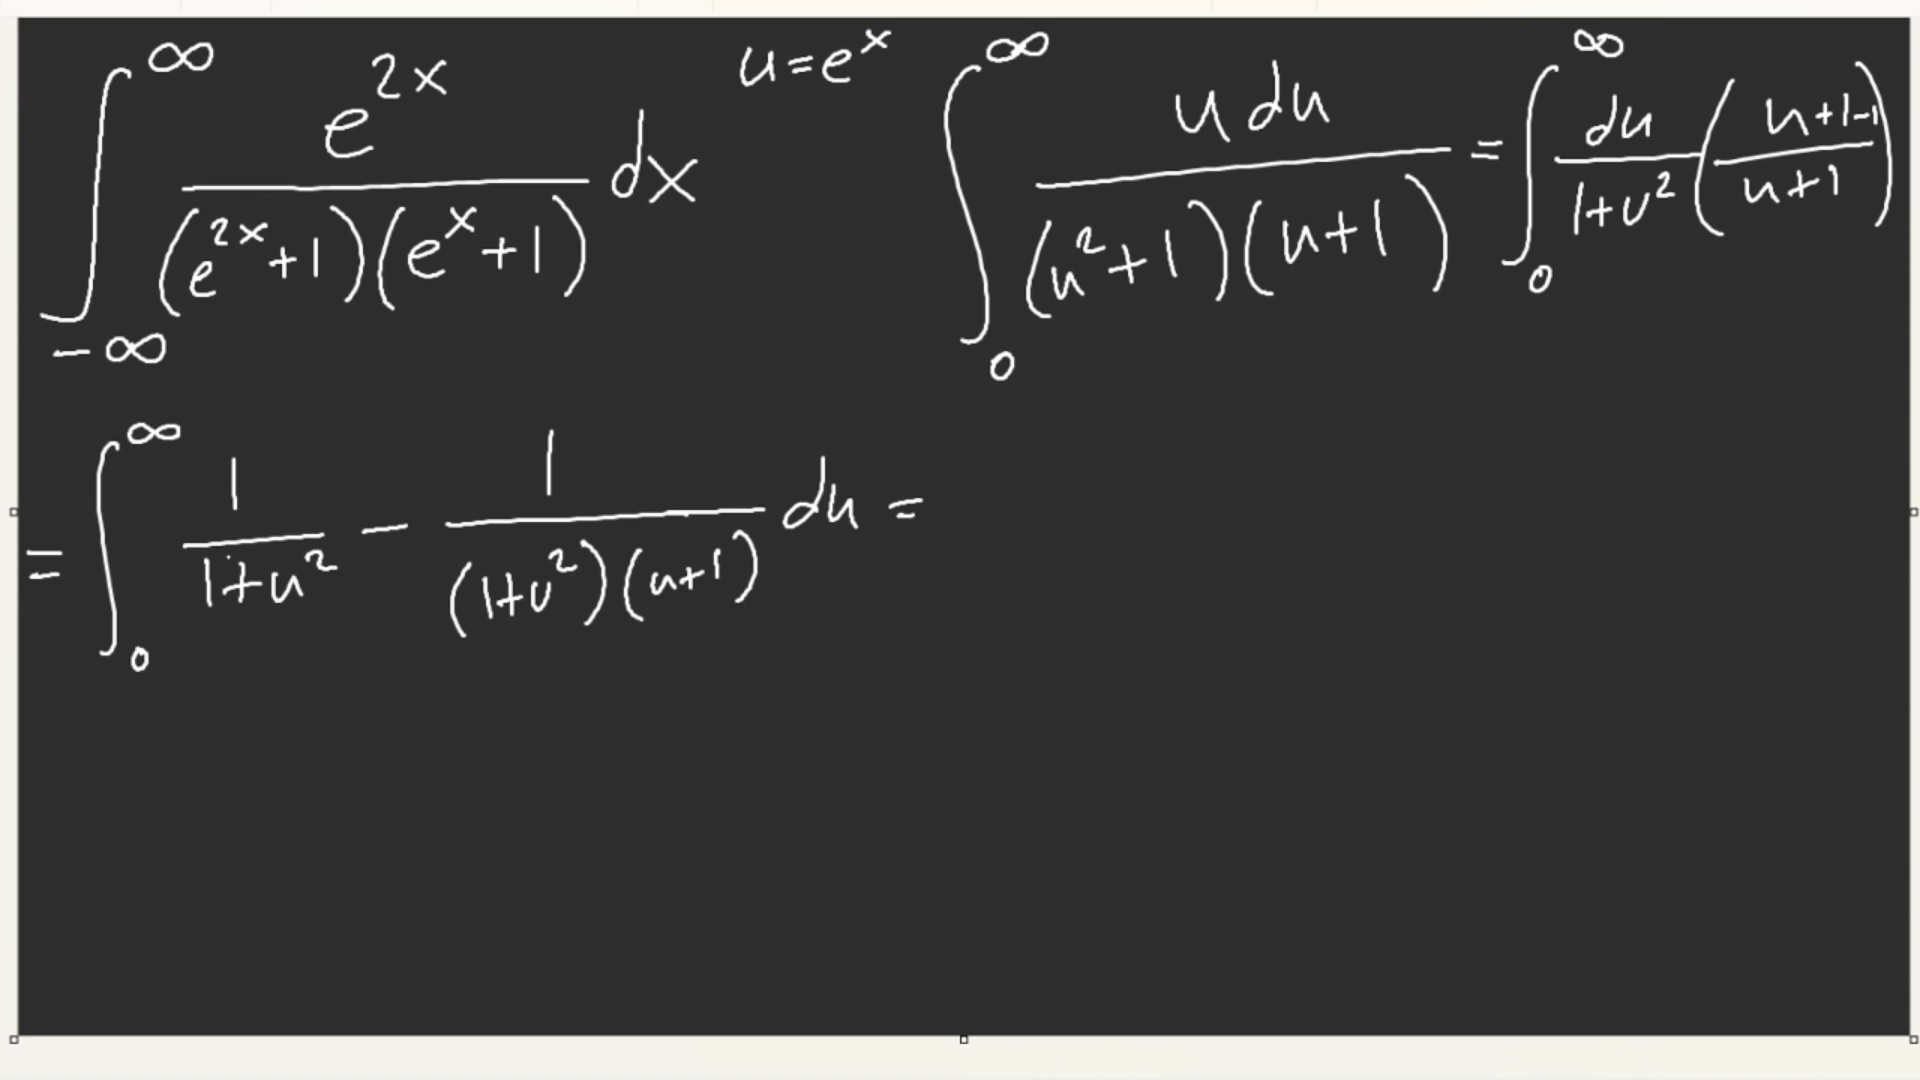 ∫_{-∞}^{∞} e^{2x} / ((e^{2x}+1)(e^x+1)) dx   u=e^x   ∫_0^∞ u du / ((u^2+1)(u+1)) = ∫_0^∞ du/(1+u^2) ((u+1-1)/(u+1))
= ∫_0^∞ 1/(1+u^2) - 1/((1+u^2)(u+1)) du =